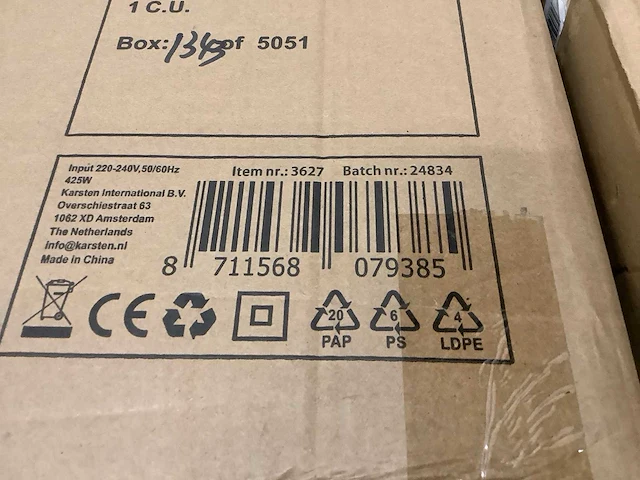 1 C.U.
Box: 1345 of 5051
Input 220-240V,50/60Hz
425W
Karsten International B.V.
Overschiestraat 63
1062 XD Amsterdam
The Netherlands
Info@karsten.nl
Made in China
Item nr.: 3627 Batch nr.: 24834
8 711568 079385
CE
20
PAP
6
PS
4
LDPE